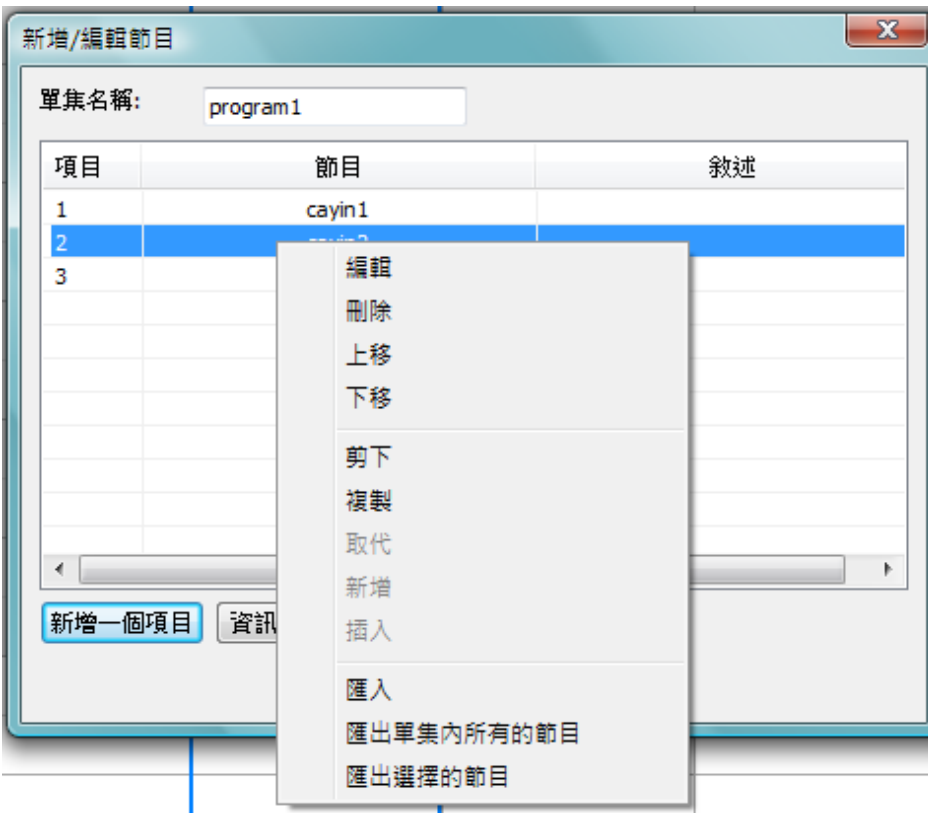 新增/編輯節目
單集名稱: program1
項目 節目 敘述
1 cayin1
2
3
編輯
刪除
上移
下移
剪下
複製
取代
新增
插入
匯入
匯出單集內所有的節目
匯出選擇的節目
新增一個項目 資訊